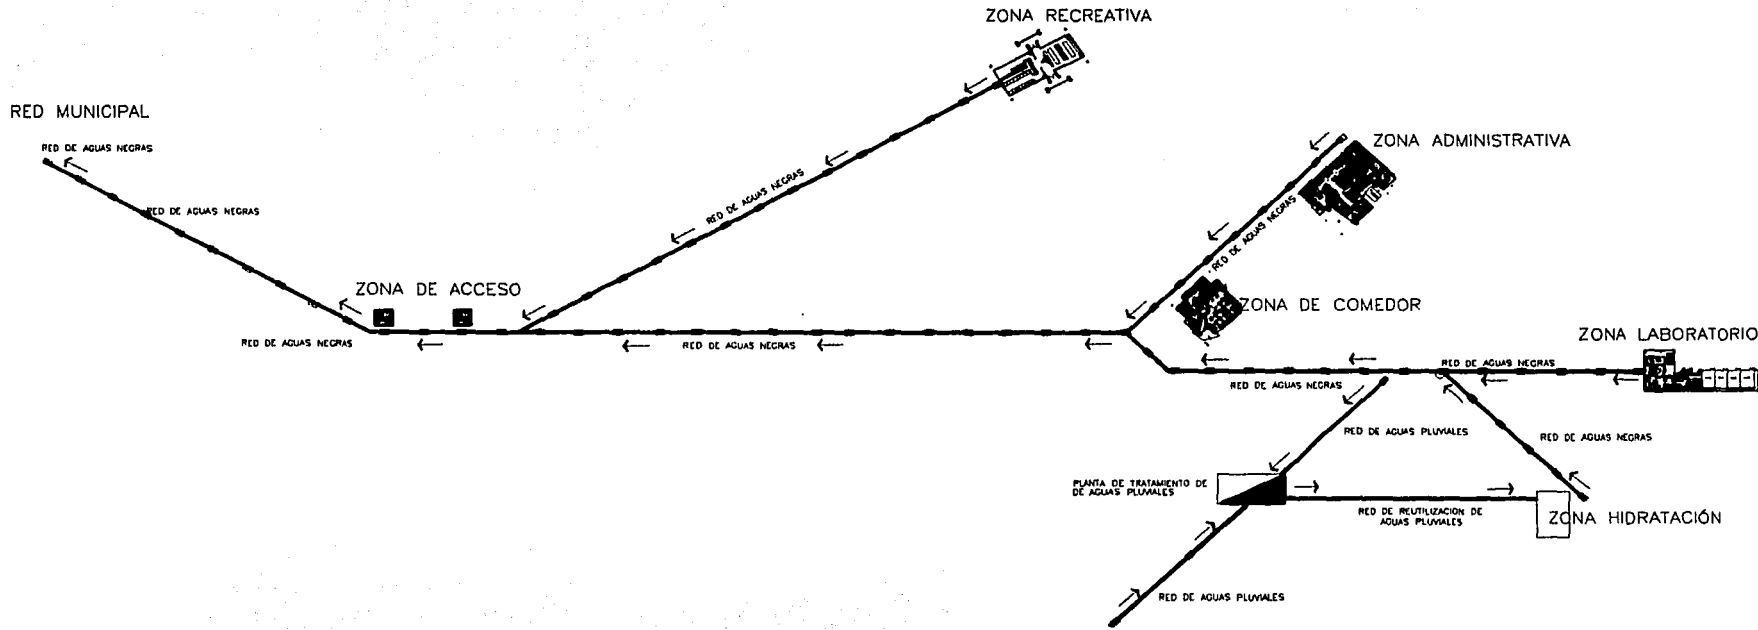 ZONA RECREATIVA
RED MUNICIPAL
RED DE AGUAS NEGRAS
ZONA ADMINISTRATIVA
RED DE AGUAS NEGRAS
RED DE AGUAS NEGRAS
RED DE AGUAS NEGRAS
ZONA DE ACCESO
ZONA DE COMEDOR
RED DE AGUAS NEGRAS
RED DE AGUAS NEGRAS
ZONA LABORATORIO
RED DE AGUAS NEGRAS
RED DE AGUAS NEGRAS
RED DE AGUAS PLUVIALES
RED DE AGUAS NEGRAS
PLANTA DE TRATAMIENTO DE
DE AGUAS PLUVIALES
RED DE REUTILIZACION DE
AGUAS PLUVIALES
ZONA HIDRATACIÓN
RED DE AGUAS PLUVIALES